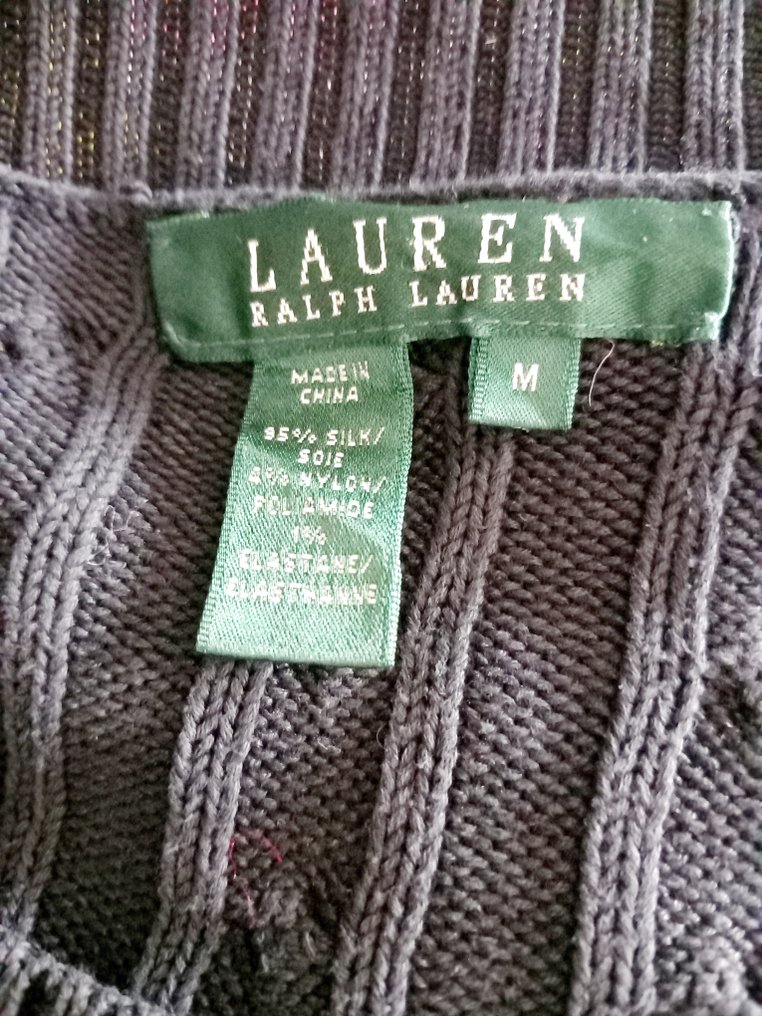 LAUREN
RALPH LAUREN
M
MADE IN
CHINA
95% SILK/
SOIE
4% NYLON/
POLIAMIDE
1%
ELASTANE/
ELASTHANNE